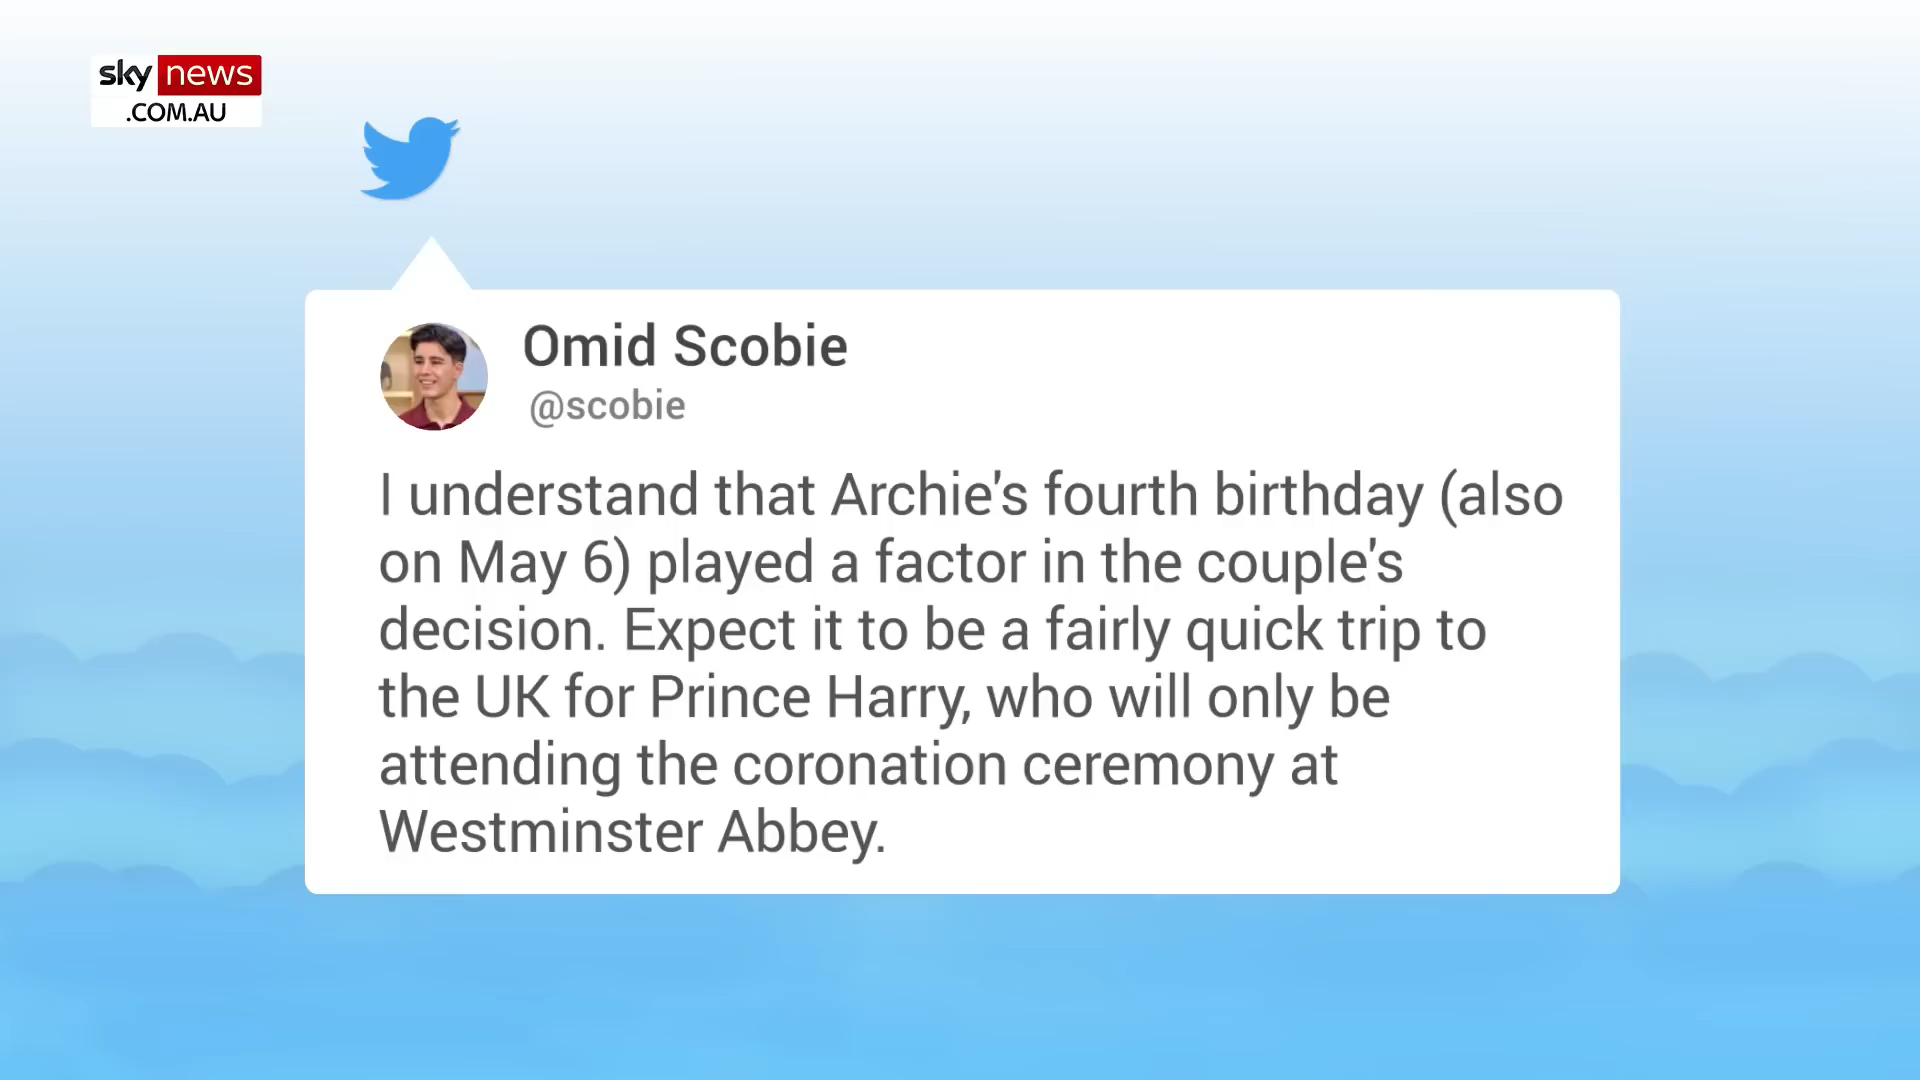 sky news
.COM.AU
Omid Scobie
@scobie
I understand that Archie's fourth birthday (also
on May 6) played a factor in the couple's
decision. Expect it to be a fairly quick trip to
the UK for Prince Harry, who will only be
attending the coronation ceremony at
Westminster Abbey.